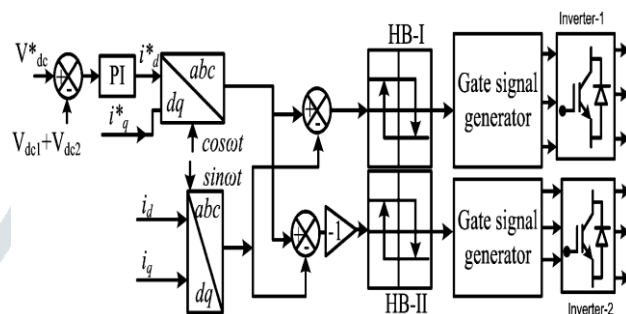 Inverter-1
HB-I
V*dc
i*d
PI
abc
dq
i*q
+
-
Vdc1+Vdc2
cosωt
sinωt
+
-
Gate signal
generator
id
iq
abc
dq
+
-
-1
HB-II
Gate signal
generator
Inverter-2